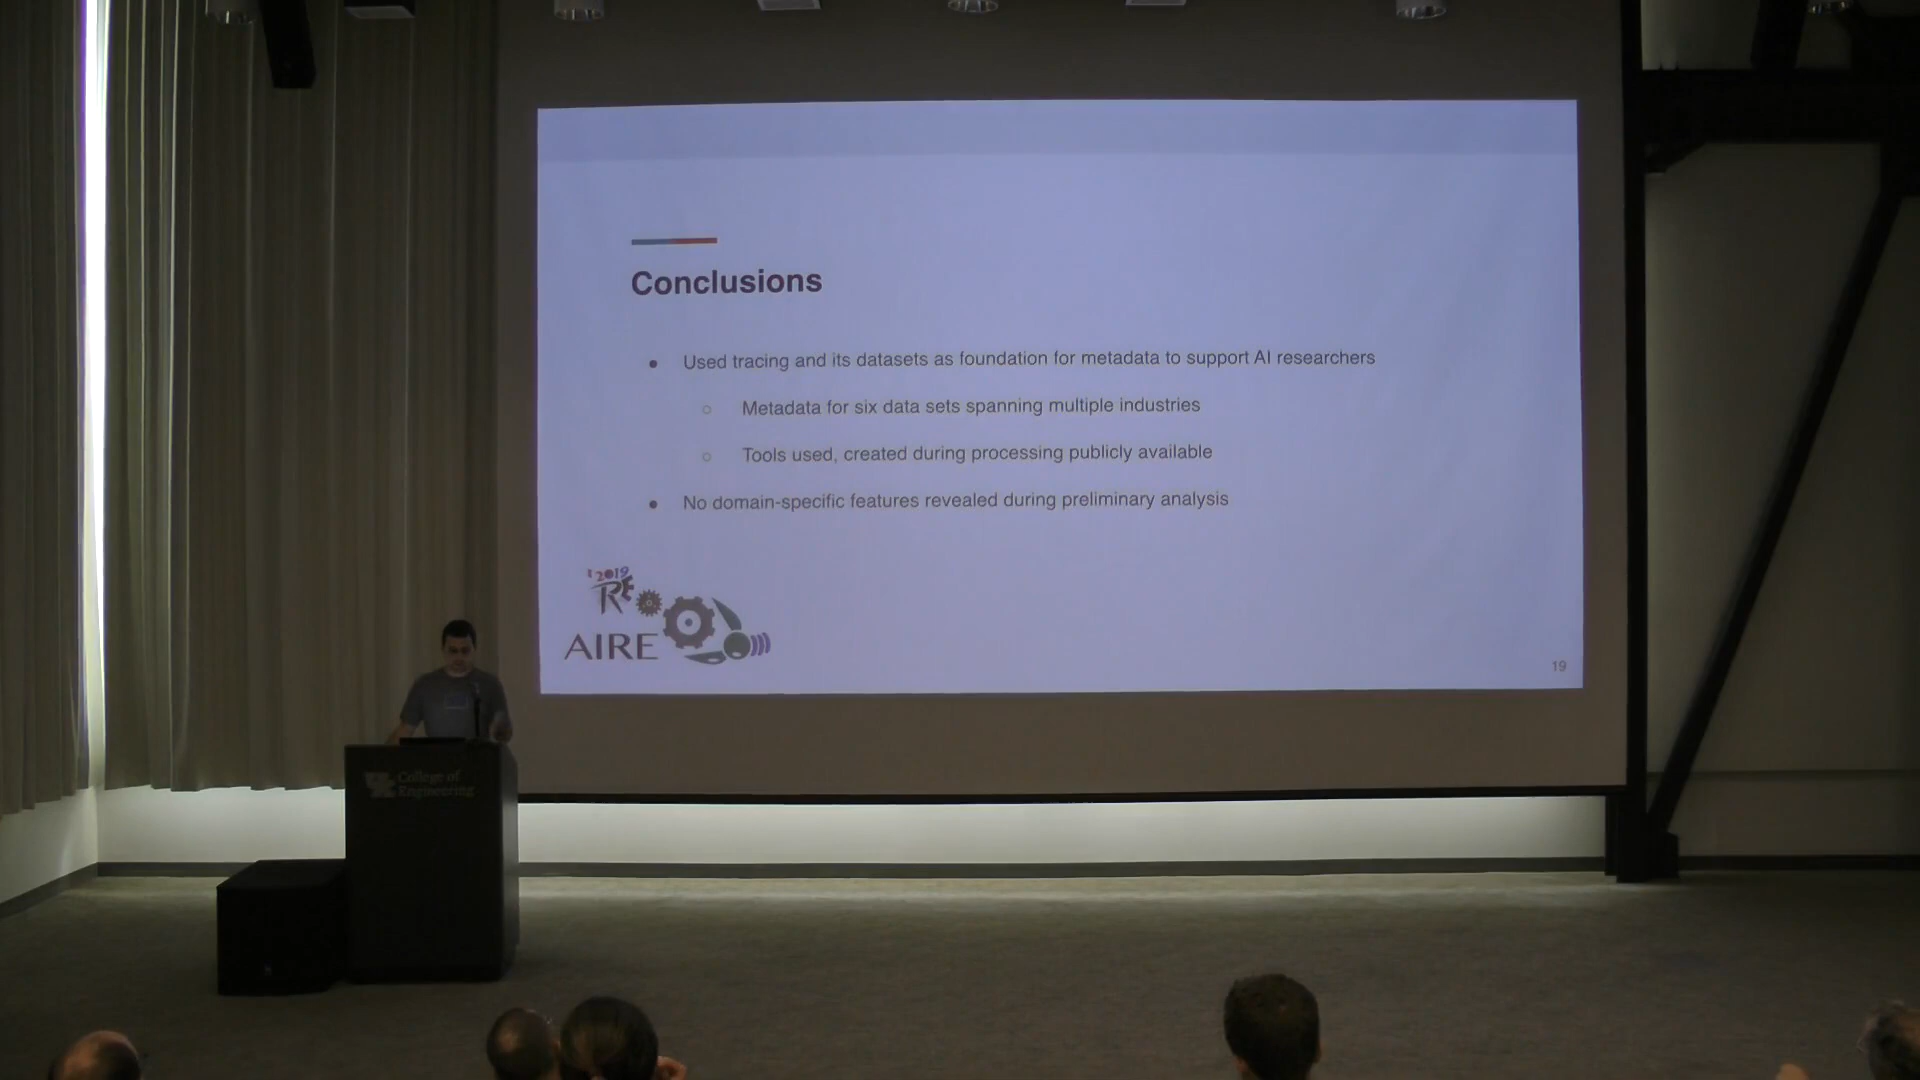 Conclusions
Used tracing and its datasets as foundation for metadata to support AI researchers
Metadata for six data sets spanning multiple industries
Tools used, created during processing publicly available
No domain-specific features revealed during preliminary analysis
2019
RE
AIRE
19
UK College of
Engineering